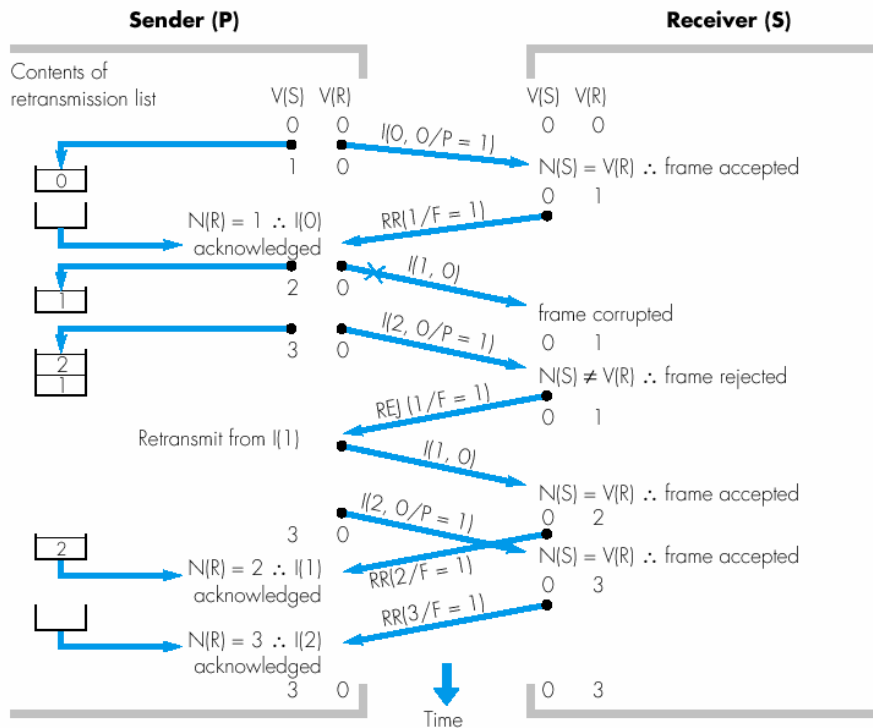 Sender (P)
Receiver (S)
Contents of
retransmission list
V(S) V(R)
V(S) V(R)
0 0
0 0
I(0, 0/P = 1)
1 0
N(S) = V(R) ∴ frame accepted
0
0 1
N(R) = 1 ∴ I(0)
acknowledged
RR(1/F = 1)
I(1, 0)
2 0
1
frame corrupted
0 1
I(2, 0/P = 1)
3 0
2
1
N(S) ≠ V(R) ∴ frame rejected
REJ (1/F = 1)
0 1
Retransmit from I(1)
I(1, 0)
N(S) = V(R) ∴ frame accepted
0 2
I(2, 0/P = 1)
3 0
2
N(S) = V(R) ∴ frame accepted
N(R) = 2 ∴ I(1)
acknowledged
RR(2/F = 1)
0 3
RR(3/F = 1)
N(R) = 3 ∴ I(2)
acknowledged
3 0
0 3
Time